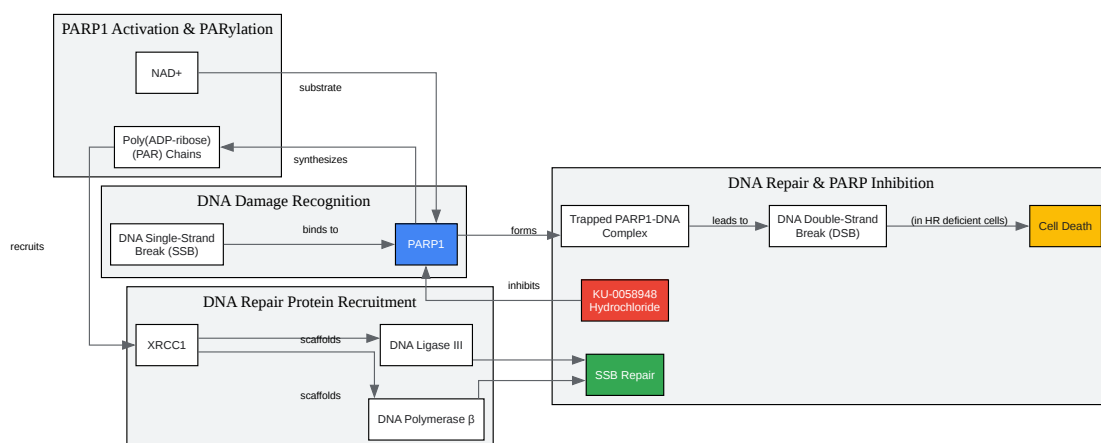 PARP1 Activation & PARylation
NAD+
substrate
Poly(ADP-ribose)
(PAR) Chains
synthesizes
recruits
DNA Damage Recognition
DNA Single-Strand
Break (SSB)
binds to
PARP1
forms
inhibits
DNA Repair Protein Recruitment
XRCC1
scaffolds
DNA Ligase III
scaffolds
DNA Polymerase β
DNA Repair & PARP Inhibition
Trapped PARP1-DNA
Complex
leads to
DNA Double-Strand
Break (DSB)
(in HR deficient cells)
Cell Death
KU-0058948
Hydrochloride
SSB Repair